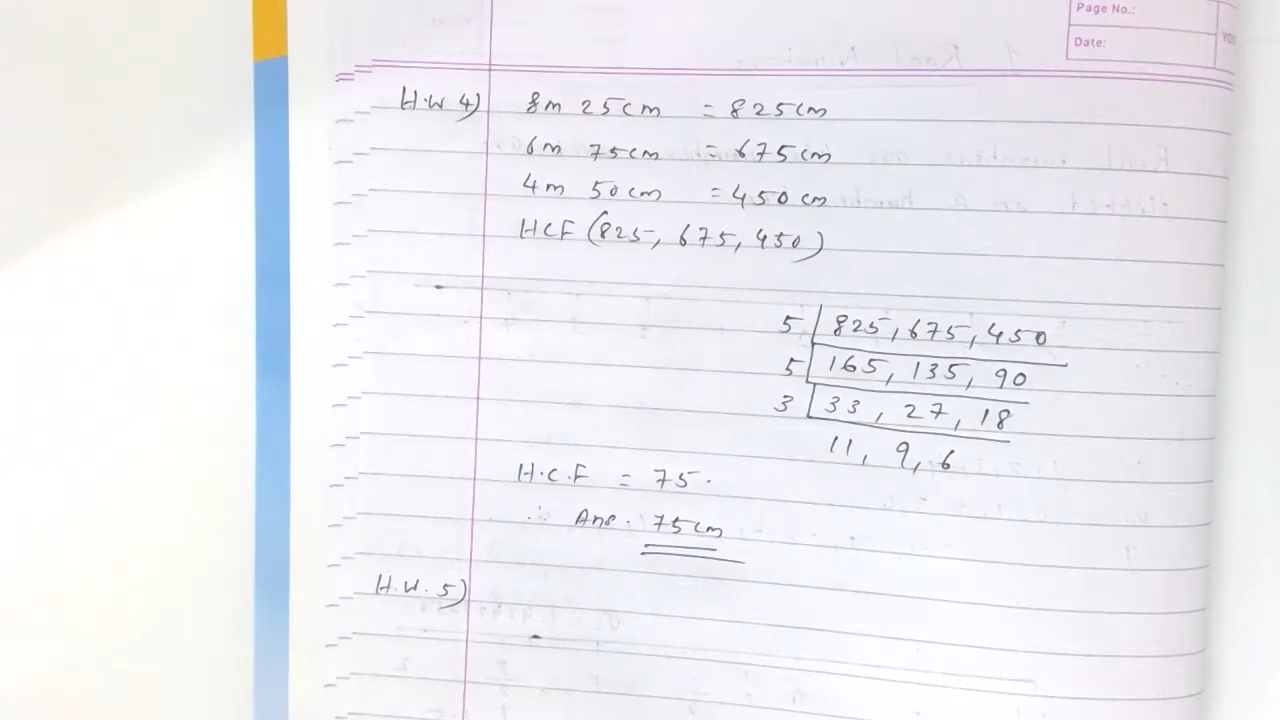 Page No.:
Date:
H.W 4) 8m 25cm = 825cm
6m 75cm = 675cm
4m 50cm = 450cm
HCF (825, 675, 450)
5 | 825, 675, 450
5 | 165, 135, 90
3 | 33, 27, 18
11, 9, 6
H.C.F = 75.
∴ Ans. 75cm
H.W. 5)